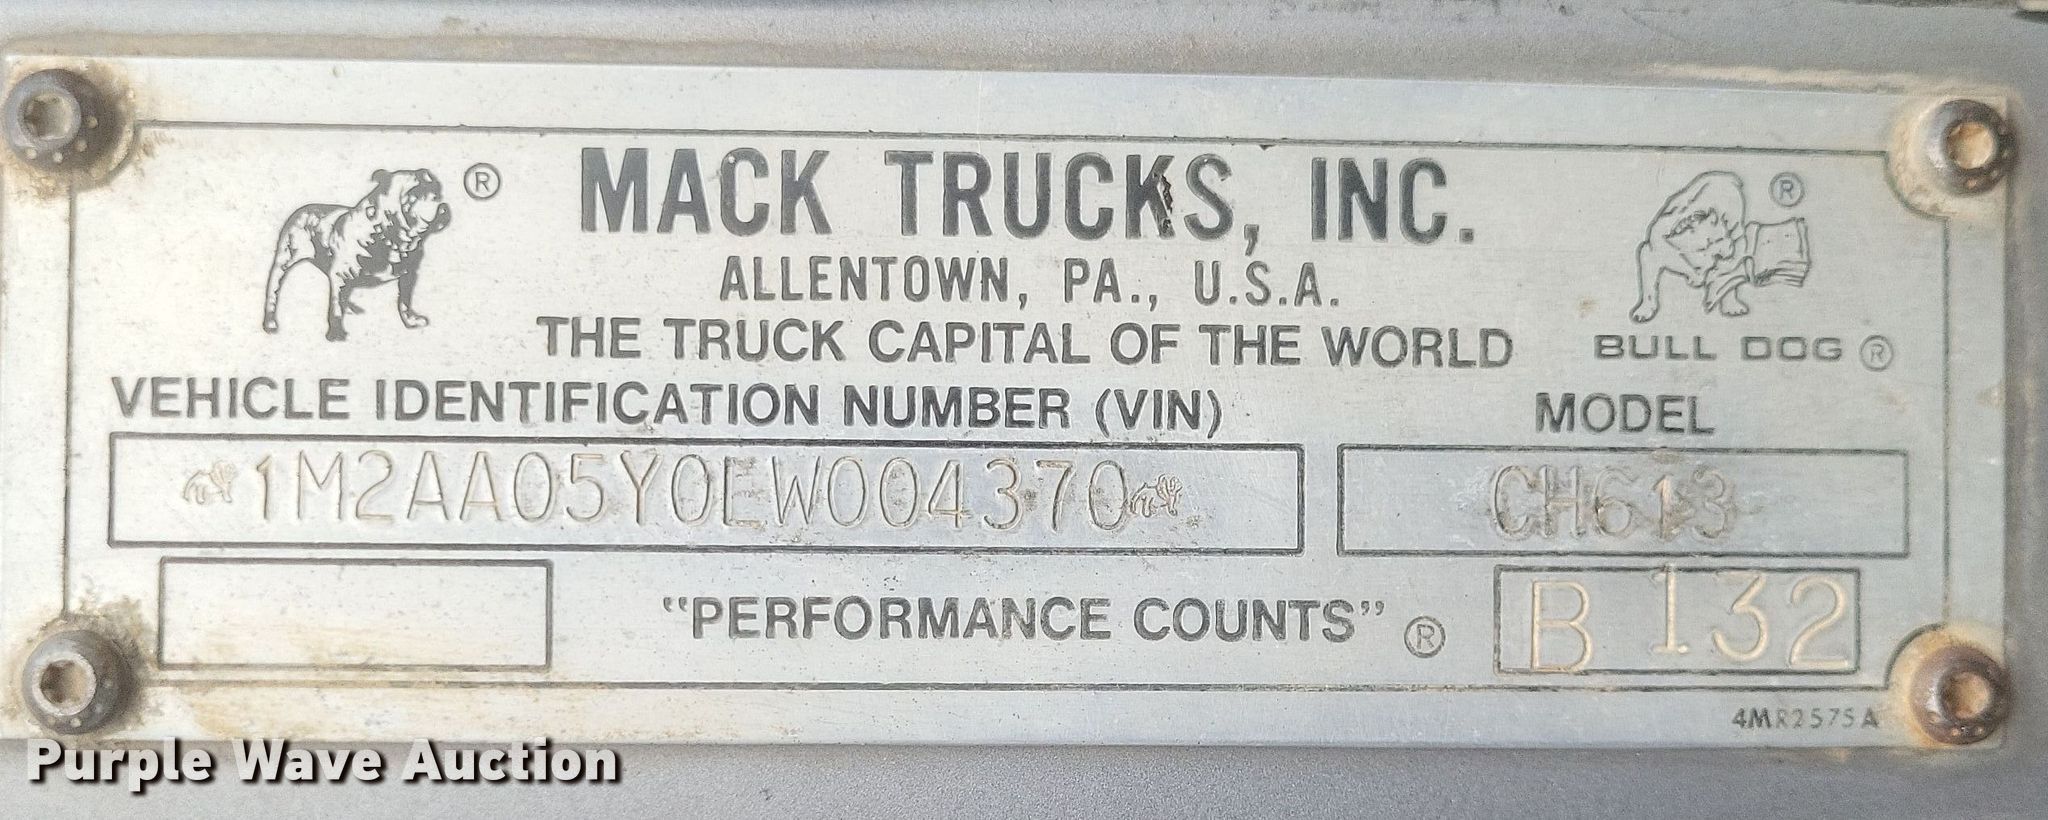 MACK TRUCKS, INC.
ALLENTOWN, PA., U.S.A.
THE TRUCK CAPITAL OF THE WORLD
BULL DOG ®
VEHICLE IDENTIFICATION NUMBER (VIN)
MODEL
1M2AA05Y0LW004370
CH613
"PERFORMANCE COUNTS" ®
B 132
4MR2575A
Purple Wave Auction